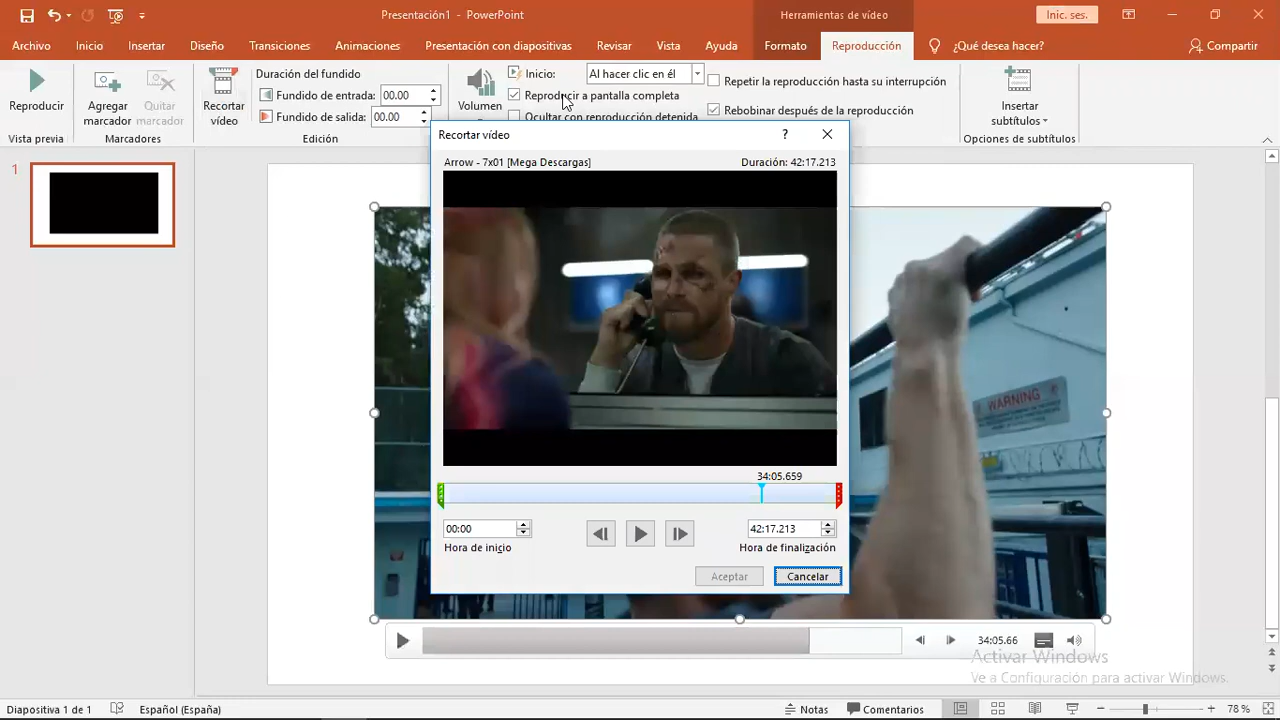 Presentación1 - PowerPoint
Herramientas de vídeo
Inic. ses.
Archivo
Inicio
Insertar
Diseño
Transiciones
Animaciones
Presentación con diapositivas
Revisar
Vista
Ayuda
Formato
Reproducción
¿Qué desea hacer?
Compartir
Reproducir
Vista previa
Agregar marcador
Quitar marcador
Marcadores
Recortar vídeo
Duración del fundido
Fundido de entrada: 00.00
Fundido de salida: 00.00
Edición
Volumen
Inicio: Al hacer clic en él
Reproducir a pantalla completa
Ocultar con reproducción detenida
Repetir la reproducción hasta su interrupción
Rebobinar después de la reproducción
Insertar subtítulos
Opciones de subtítulos
1
Recortar vídeo
?
Arrow - 7x01 [Mega Descargas]
Duración: 42:17.213
WARNING
34:05.659
00:00
42:17.213
Hora de inicio
Hora de finalización
Aceptar
Cancelar
34:05.66
Activar Windows
Ve a Configuración para activar Windows.
Diapositiva 1 de 1
Español (España)
Notas
Comentarios
78 %